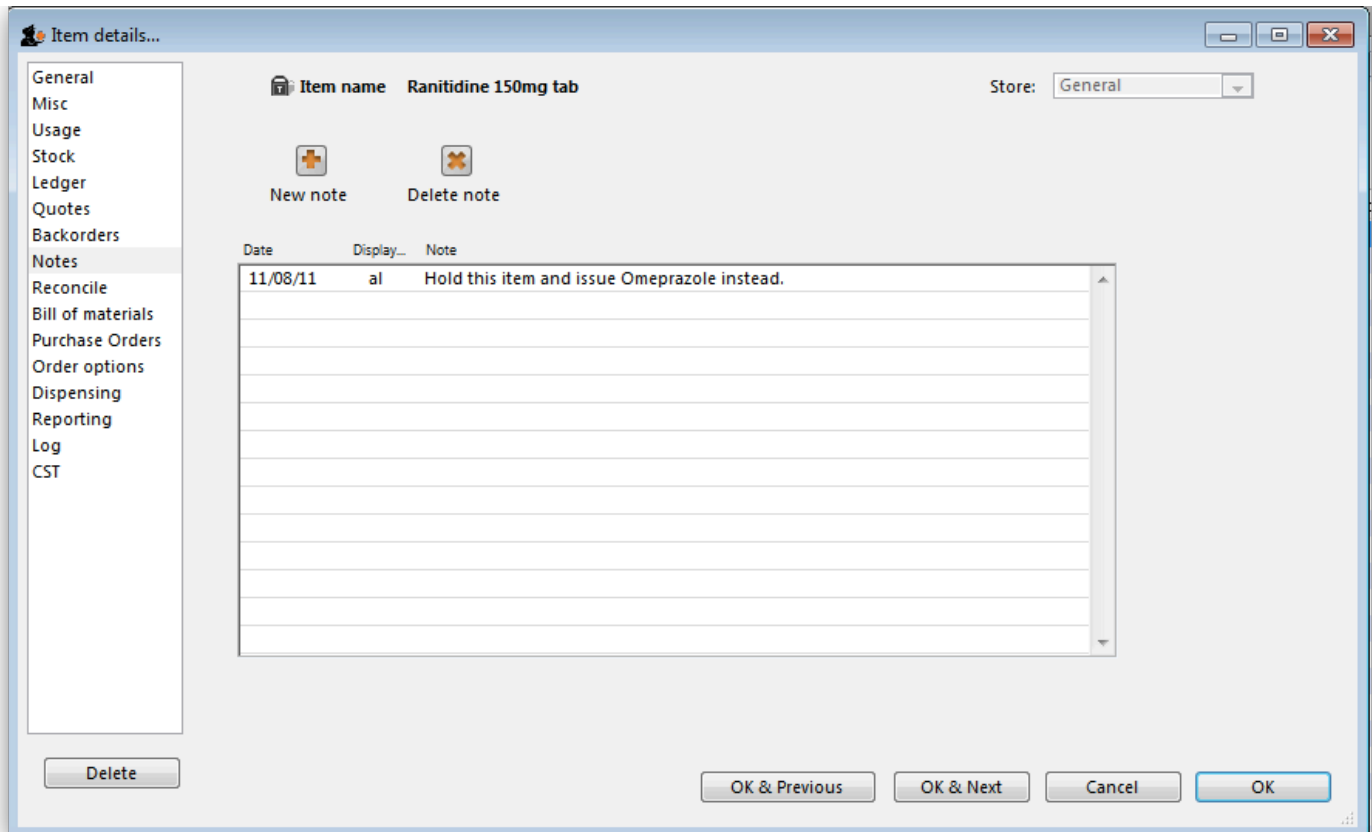 Item details...
General
Misc
Usage
Stock
Ledger
Quotes
Backorders
Notes
Reconcile
Bill of materials
Purchase Orders
Order options
Dispensing
Reporting
Log
CST
Delete
Item name Ranitidine 150mg tab
Store: General
New note Delete note
Date Display... Note
11/08/11 al Hold this item and issue Omeprazole instead.
OK & Previous OK & Next Cancel OK